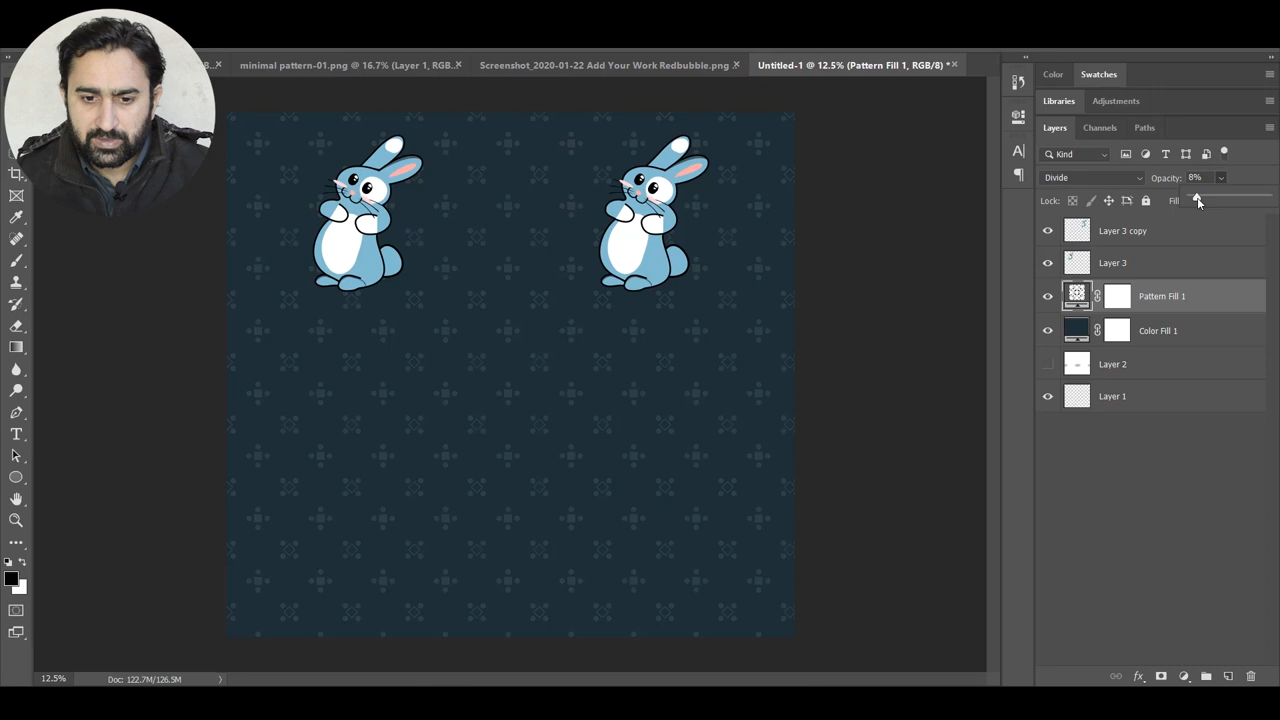 B...
minimal pattern-01.png @ 16.7% (Layer 1, RGB...
Screenshot_2020-01-22 Add Your Work Redbubble.png ...
Untitled-1 @ 12.5% (Pattern Fill 1, RGB/8) *
Color
Swatches
Libraries
Adjustments
Layers
Channels
Paths
Kind
Divide
Opacity: 8%
Lock:
Fill
Layer 3 copy
Layer 3
Pattern Fill 1
Color Fill 1
Layer 2
Layer 1
12.5%
Doc: 122.7M/126.5M
fx